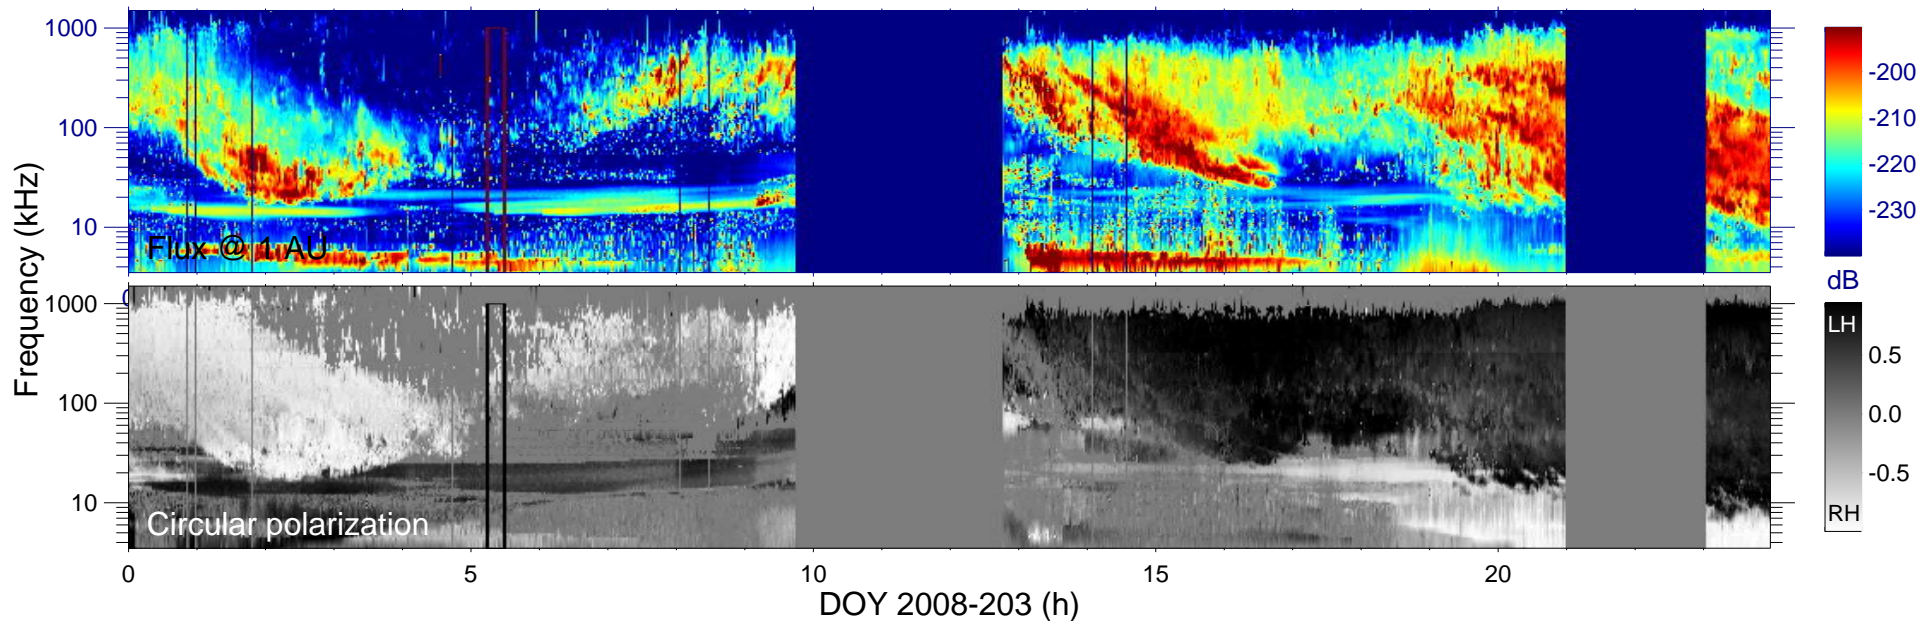 1000
100
10
Flux @ 1 AU
-200
-210
-220
-230
dB
Frequency (kHz)
1000
100
10
Circular polarization
LH
0.5
0.0
-0.5
RH
0 5 10 15 20
DOY 2008-203 (h)